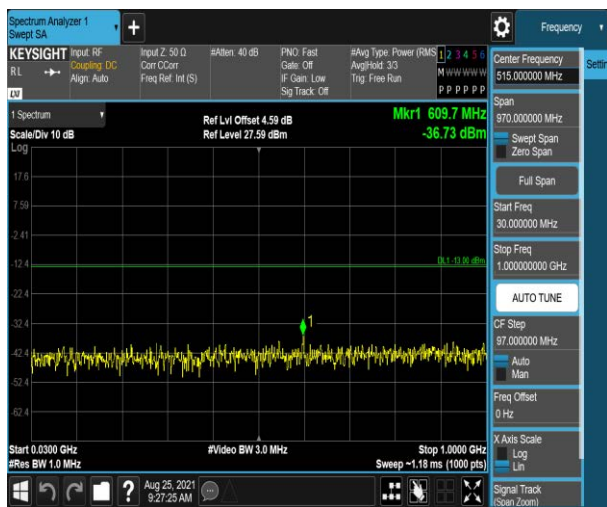 Spectrum Analyzer 1
Swept SA
+
Frequency
KEYSIGHT
Input: RF
Coupling: DC
Align: Auto
RL
LXI
Input Z: 50 Ω
Corr CCorr
Freq Ref: Int (S)
#Atten: 40 dB
PNO: Fast
Gate: Off
IF Gain: Low
Sig Track: Off
#Avg Type: Power (RMS
Avg|Hold: 3/3
Trig: Free Run
1 2 3 4 5 6
M W W W W W
P P P P P P
1 Spectrum
Scale/Div 10 dB
Log
Ref Lvl Offset 4.59 dB
Ref Level 27.59 dBm
Mkr1 609.7 MHz
-36.73 dBm
17.6
7.59
-2.41
-12.4
-22.4
-32.4
-42.4
-52.4
-62.4
DL1 -13.00 dBm
1
Start 0.0300 GHz
#Res BW 1.0 MHz
#Video BW 3.0 MHz
Stop 1.0000 GHz
Sweep ~1.18 ms (1000 pts)
Center Frequency
515.000000 MHz
Settin
Span
970.000000 MHz
Swept Span
Zero Span
Full Span
Start Freq
30.000000 MHz
Stop Freq
1.000000000 GHz
AUTO TUNE
CF Step
97.000000 MHz
Auto
Man
Freq Offset
0 Hz
X Axis Scale
Log
Lin
Signal Track
(Span Zoom)
?
Aug 25, 2021
9:27:25 AM